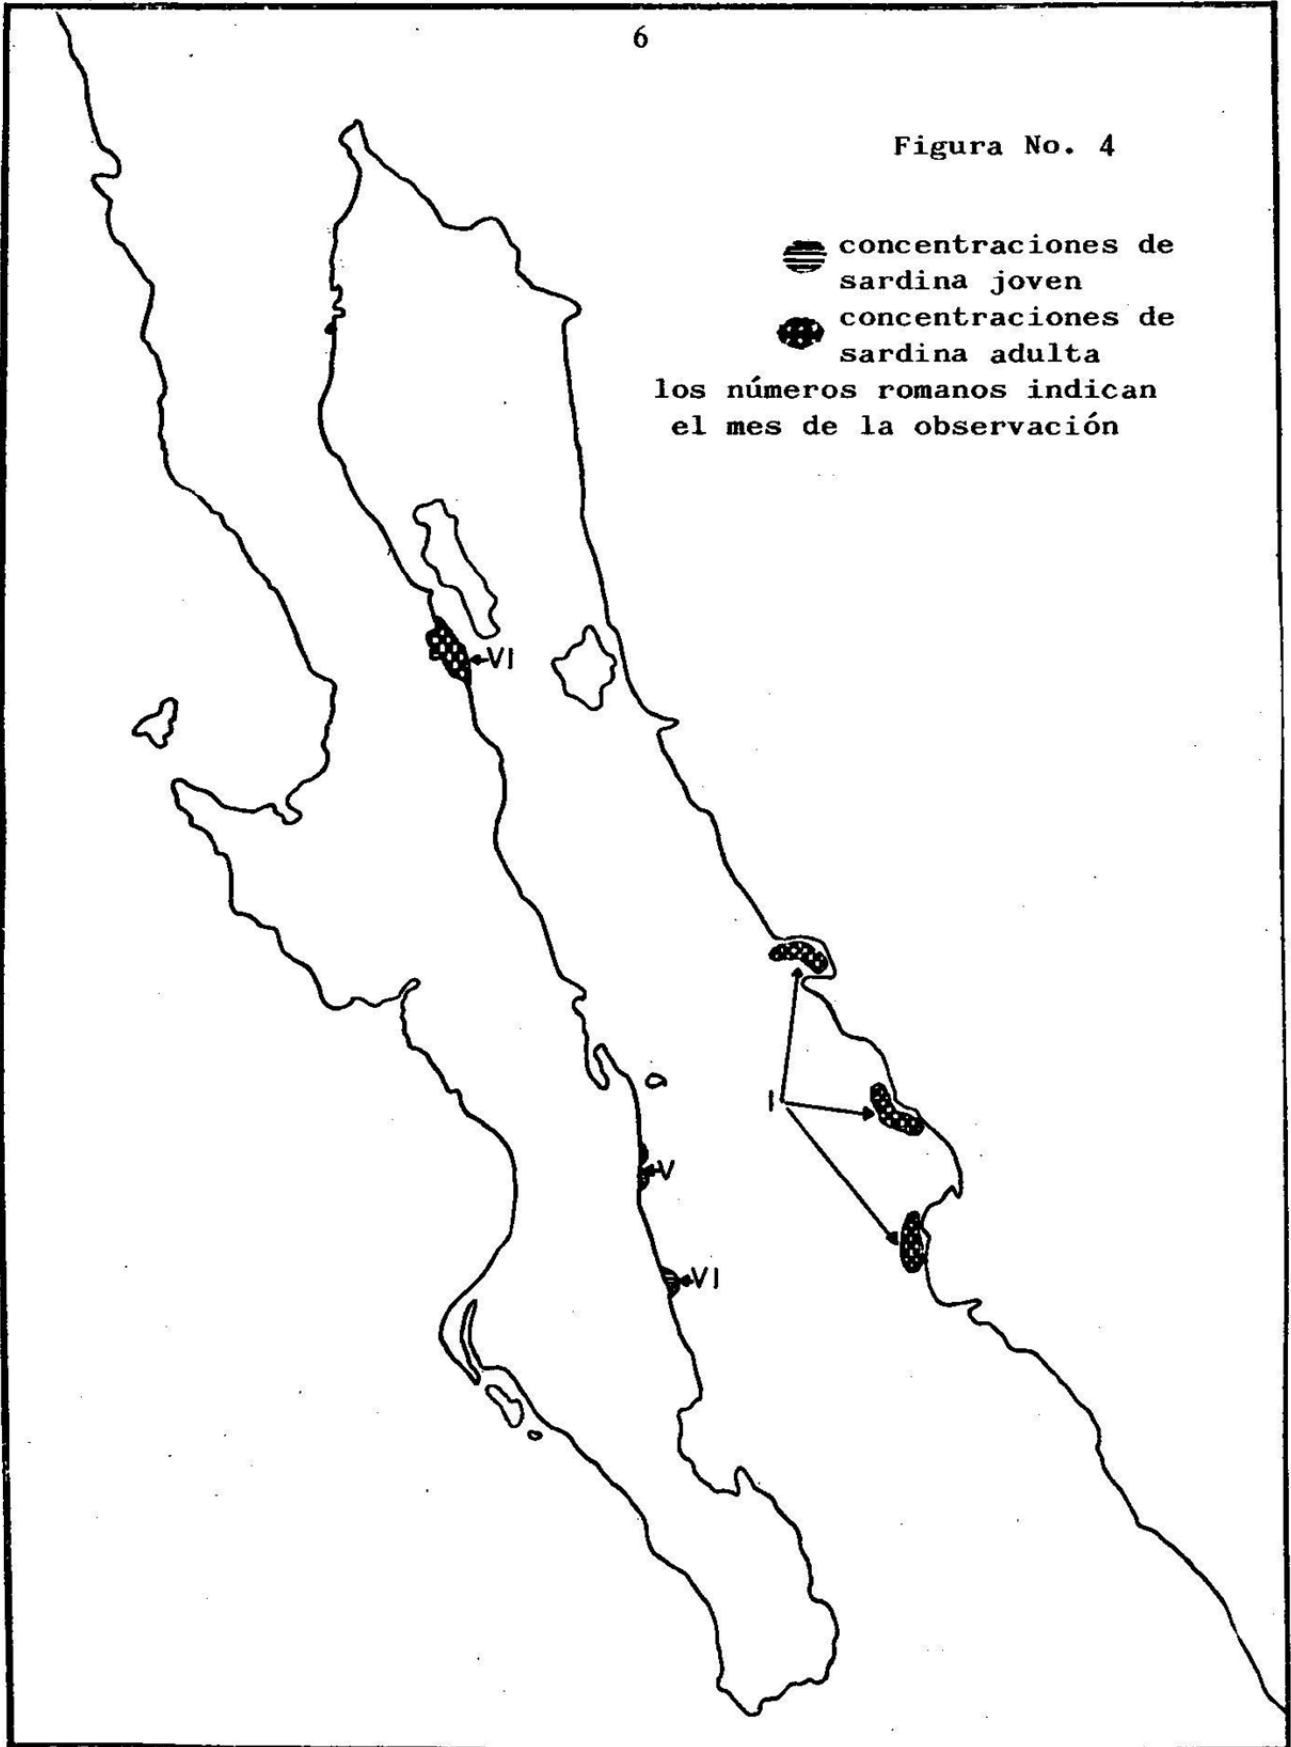 6
Figura No. 4
concentraciones de
sardina joven
concentraciones de
sardina adulta
los números romanos indican
el mes de la observación
VI
I
V
VI